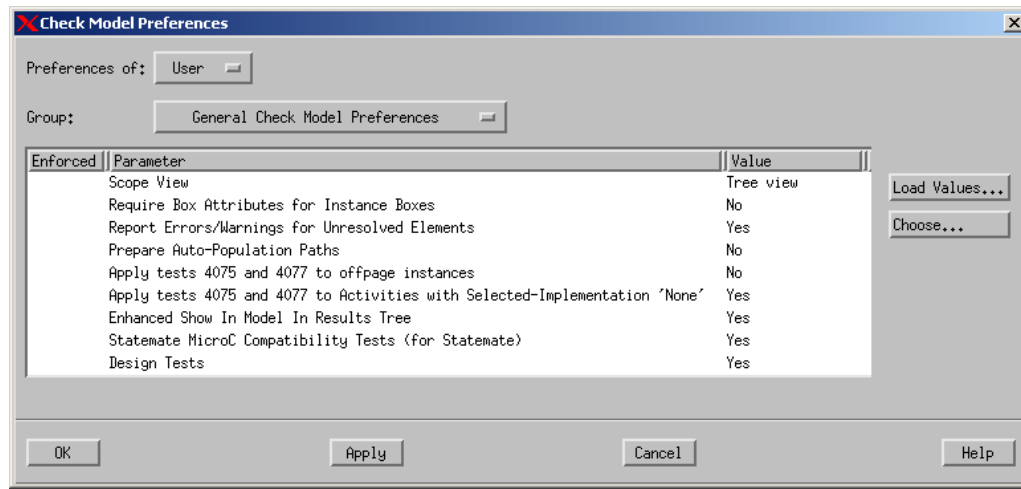 Check Model Preferences
Preferences of: User
Group: General Check Model Preferences
Enforced Parameter Value
Scope View Tree view
Require Box Attributes for Instance Boxes No
Report Errors/Warnings for Unresolved Elements Yes
Prepare Auto-Population Paths No
Apply tests 4075 and 4077 to offpage instances No
Apply tests 4075 and 4077 to Activities with Selected-Implementation 'None' Yes
Enhanced Show In Model In Results Tree Yes
Statemate MicroC Compatibility Tests (for Statemate) Yes
Design Tests Yes
Load Values...
Choose...
OK Apply Cancel Help